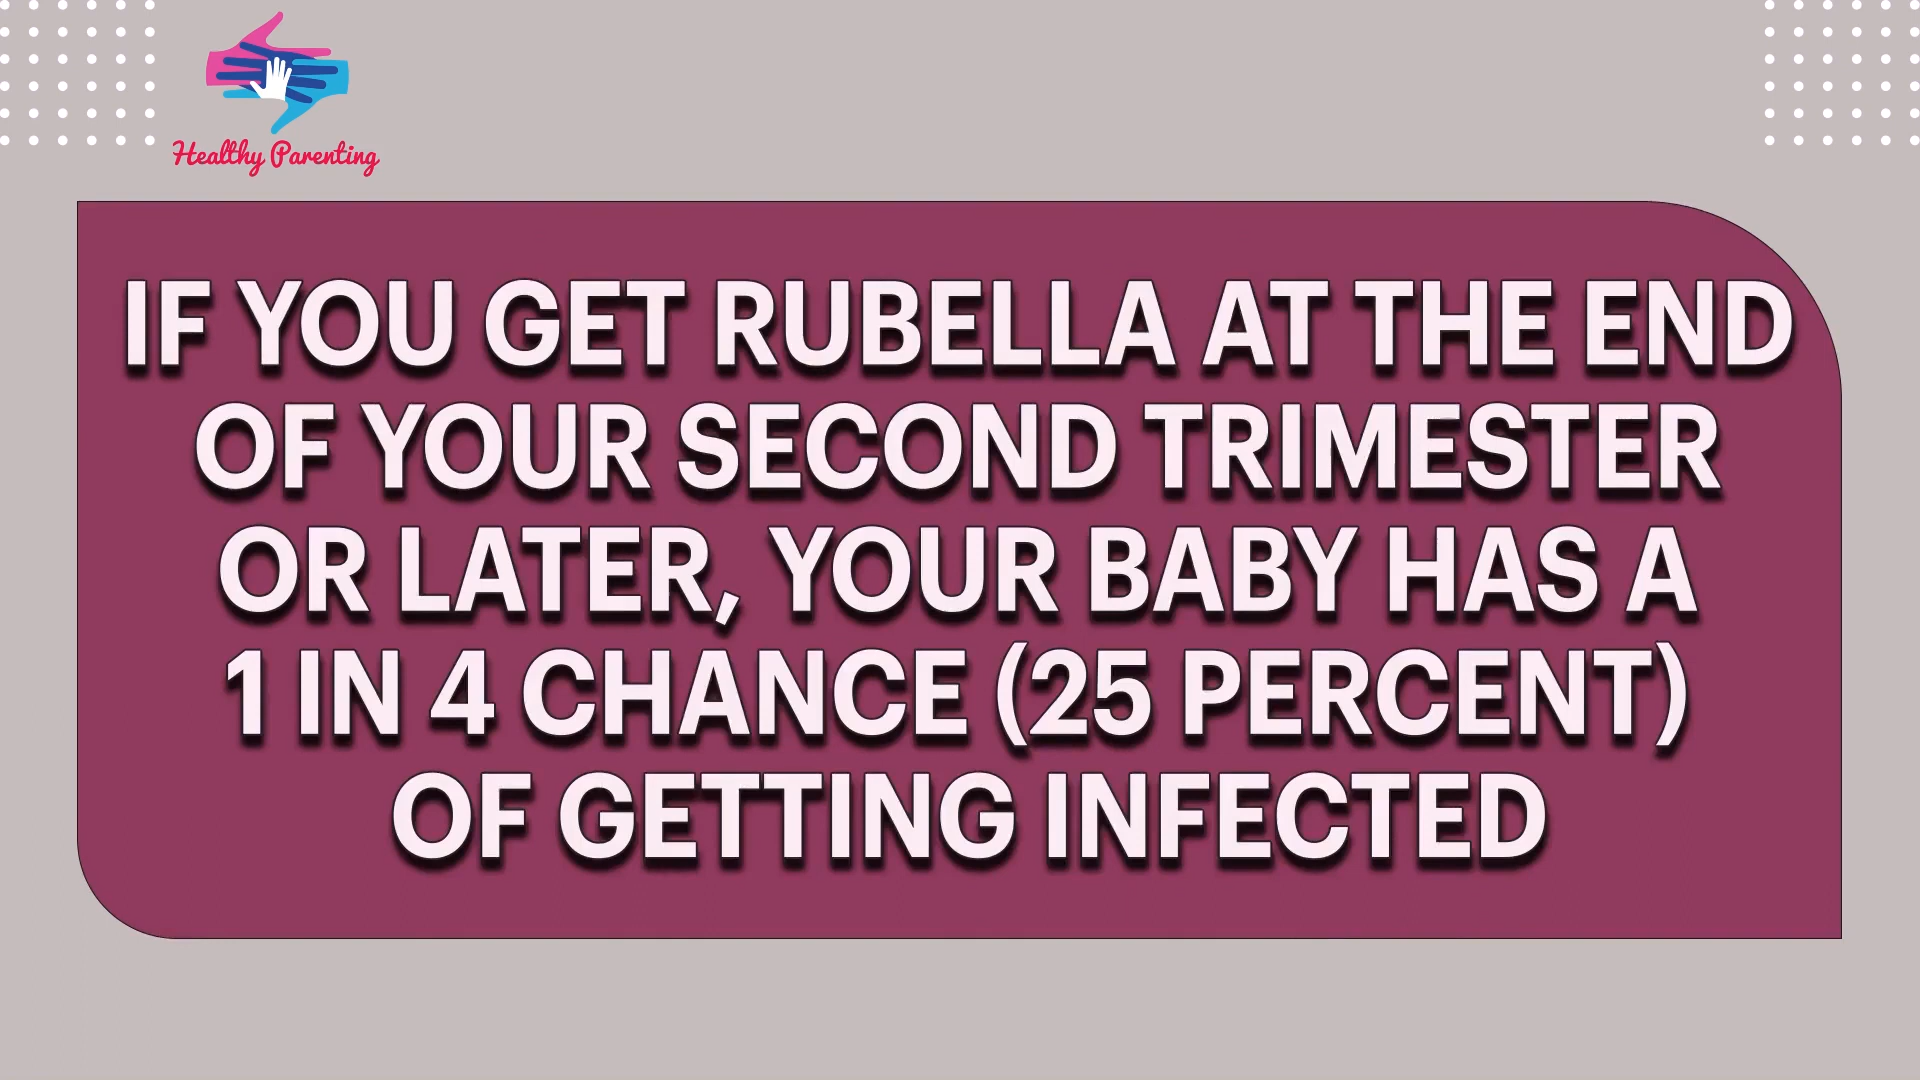 Healthy Parenting
IF YOU GET RUBELLA AT THE END
OF YOUR SECOND TRIMESTER
OR LATER, YOUR BABY HAS A
1 IN 4 CHANCE (25 PERCENT)
OF GETTING INFECTED